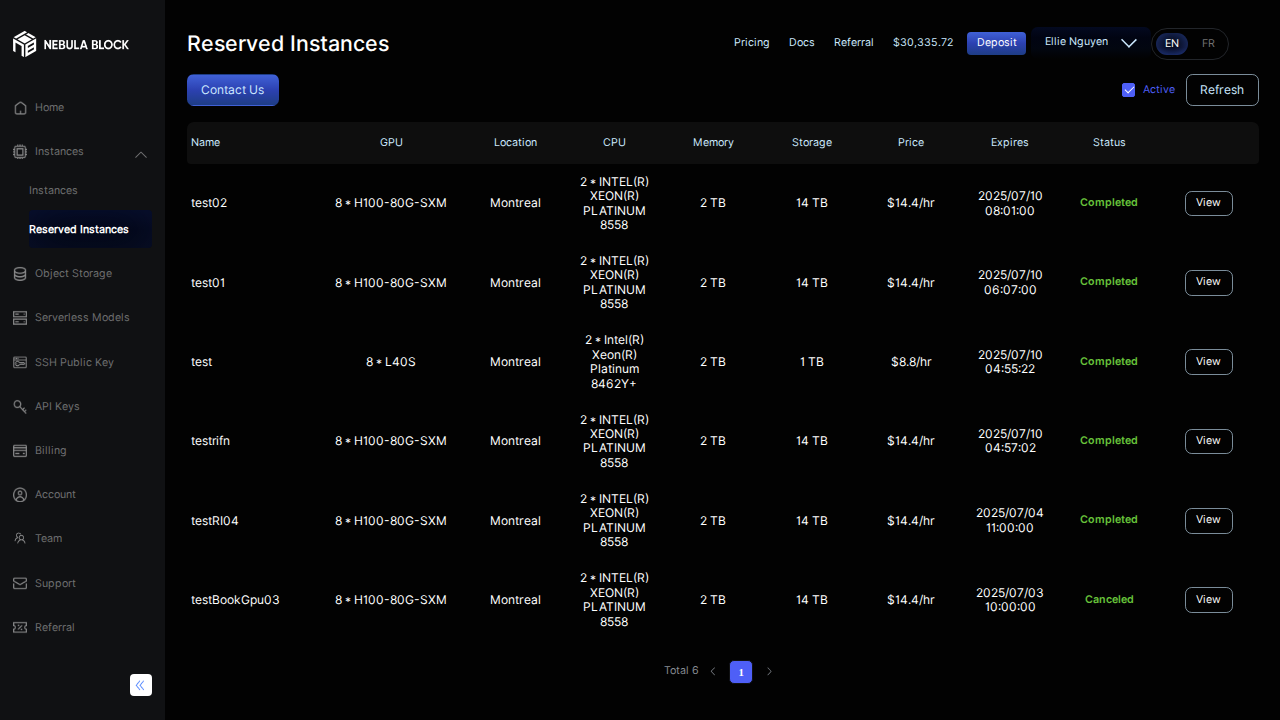 NEBULA BLOCK
Home
Instances
Instances
Reserved Instances
Object Storage
Serverless Models
SSH Public Key
API Keys
Billing
Account
Team
Support
Referral
Reserved Instances
Pricing Docs Referral $30,335.72 Deposit Ellie Nguyen EN FR
Contact Us
Active Refresh
Name GPU Location CPU Memory Storage Price Expires Status
test02 8 * H100-80G-SXM Montreal 2 * INTEL(R) XEON(R) PLATINUM 8558 2 TB 14 TB $14.4/hr 2025/07/10 08:01:00 Completed View
test01 8 * H100-80G-SXM Montreal 2 * INTEL(R) XEON(R) PLATINUM 8558 2 TB 14 TB $14.4/hr 2025/07/10 06:07:00 Completed View
test 8 * L40S Montreal 2 * Intel(R) Xeon(R) Platinum 8462Y+ 2 TB 1 TB $8.8/hr 2025/07/10 04:55:22 Completed View
testrifn 8 * H100-80G-SXM Montreal 2 * INTEL(R) XEON(R) PLATINUM 8558 2 TB 14 TB $14.4/hr 2025/07/10 04:57:02 Completed View
testRI04 8 * H100-80G-SXM Montreal 2 * INTEL(R) XEON(R) PLATINUM 8558 2 TB 14 TB $14.4/hr 2025/07/04 11:00:00 Completed View
testBookGpu03 8 * H100-80G-SXM Montreal 2 * INTEL(R) XEON(R) PLATINUM 8558 2 TB 14 TB $14.4/hr 2025/07/03 10:00:00 Canceled View
Total 6 1